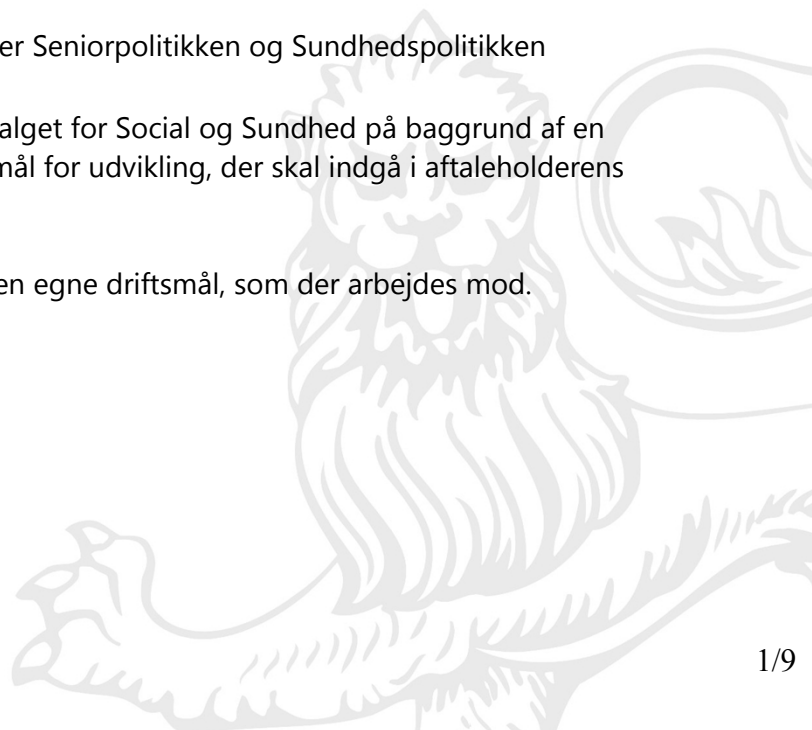 er Seniorpolitikken og Sundhedspolitikken
alget for Social og Sundhed på baggrund af en
mål for udvikling, der skal indgå i aftaleholderens
en egne driftsmål, som der arbejdes mod.
1/9